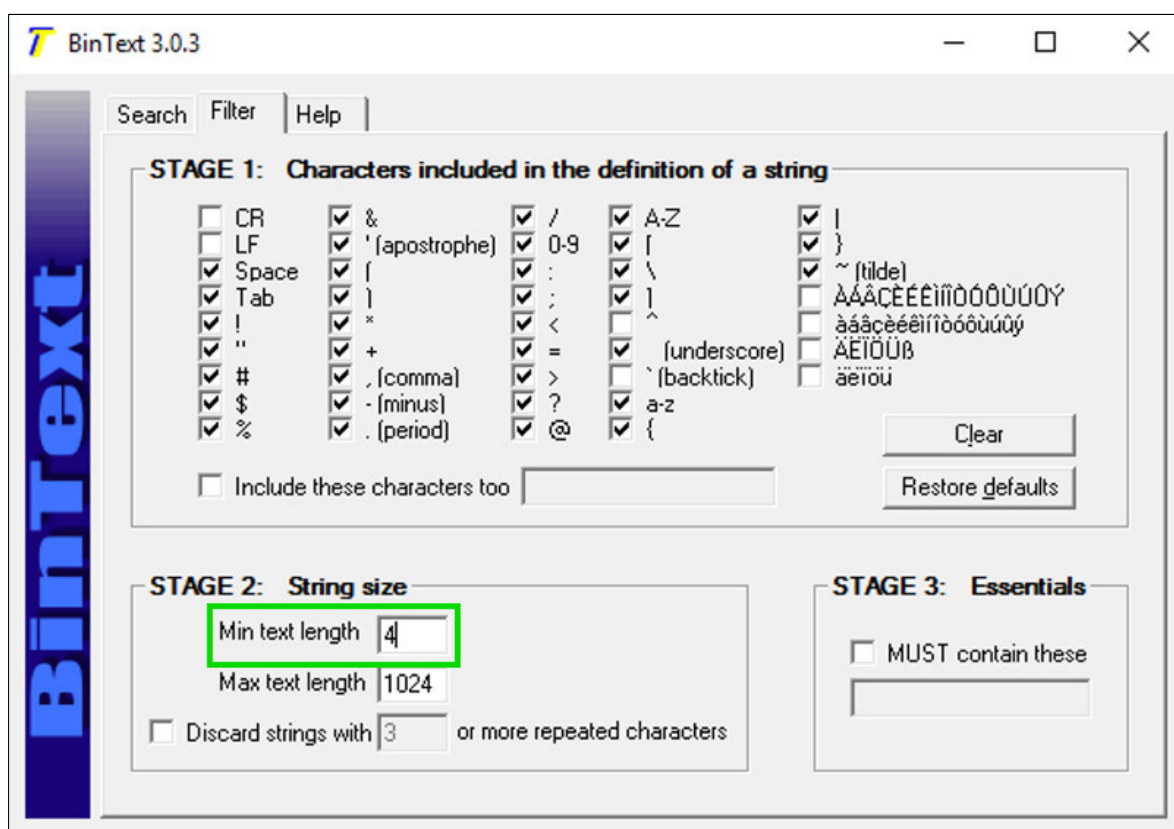 BinText 3.0.3
Search Filter Help
BinText
STAGE 1: Characters included in the definition of a string
CR & / A-Z |
LF ' (apostrophe) 0-9 [ }
Space ( : \ ~ (tilde)
Tab ) ; ] ÀÁÂÇÈÉÊÌÍÎÒÓÔÙÚÛÝ
! * < ^ àáâçèéêìíîòóôùúûý
" + = _ (underscore) ÄËÏÖÜß
# , (comma) > ` (backtick) äëïöü
$ - (minus) ? a-z
% . (period) @ {
Clear
Include these characters too
Restore defaults
STAGE 2: String size
Min text length 4
Max text length 1024
Discard strings with 3 or more repeated characters
STAGE 3: Essentials
MUST contain these